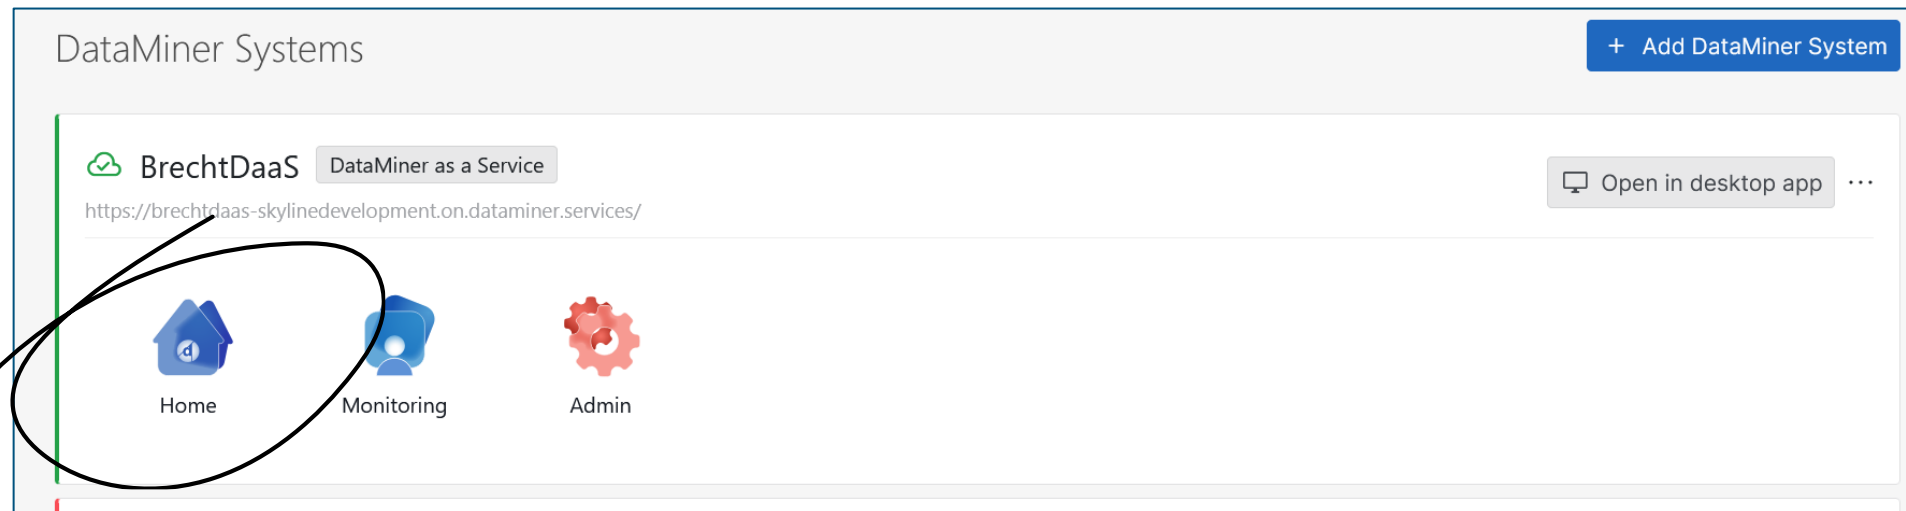 DataMiner Systems
+ Add DataMiner System
BrechtDaaS DataMiner as a Service
Open in desktop app ...
https://brechtdaas-skylinedevelopment.on.dataminer.services/
d
Home Monitoring Admin